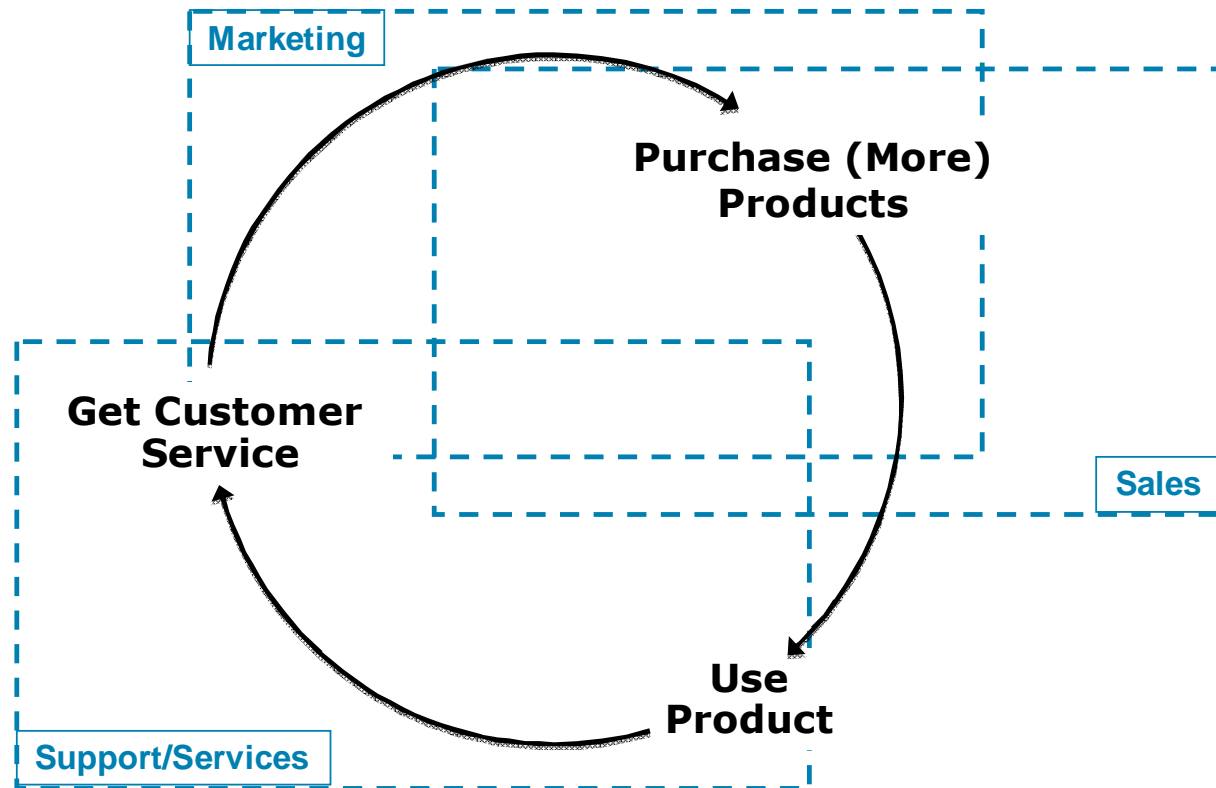 Marketing
Purchase (More)
Products
Get Customer
Service
Sales
Use
Product
Support/Services